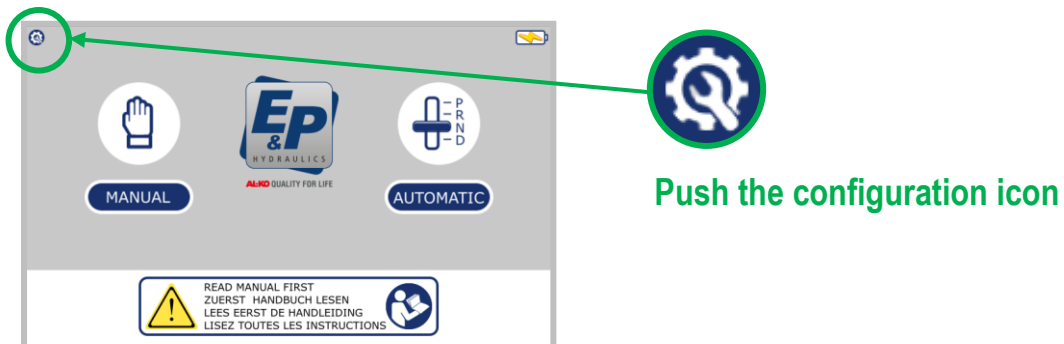 P
R
N
D
E&P
HYDRAULICS
AL-KO QUALITY FOR LIFE
MANUAL
AUTOMATIC
Push the configuration icon
READ MANUAL FIRST
ZUERST HANDBUCH LESEN
LEES EERST DE HANDLEIDING
LISEZ TOUTES LES INSTRUCTIONS